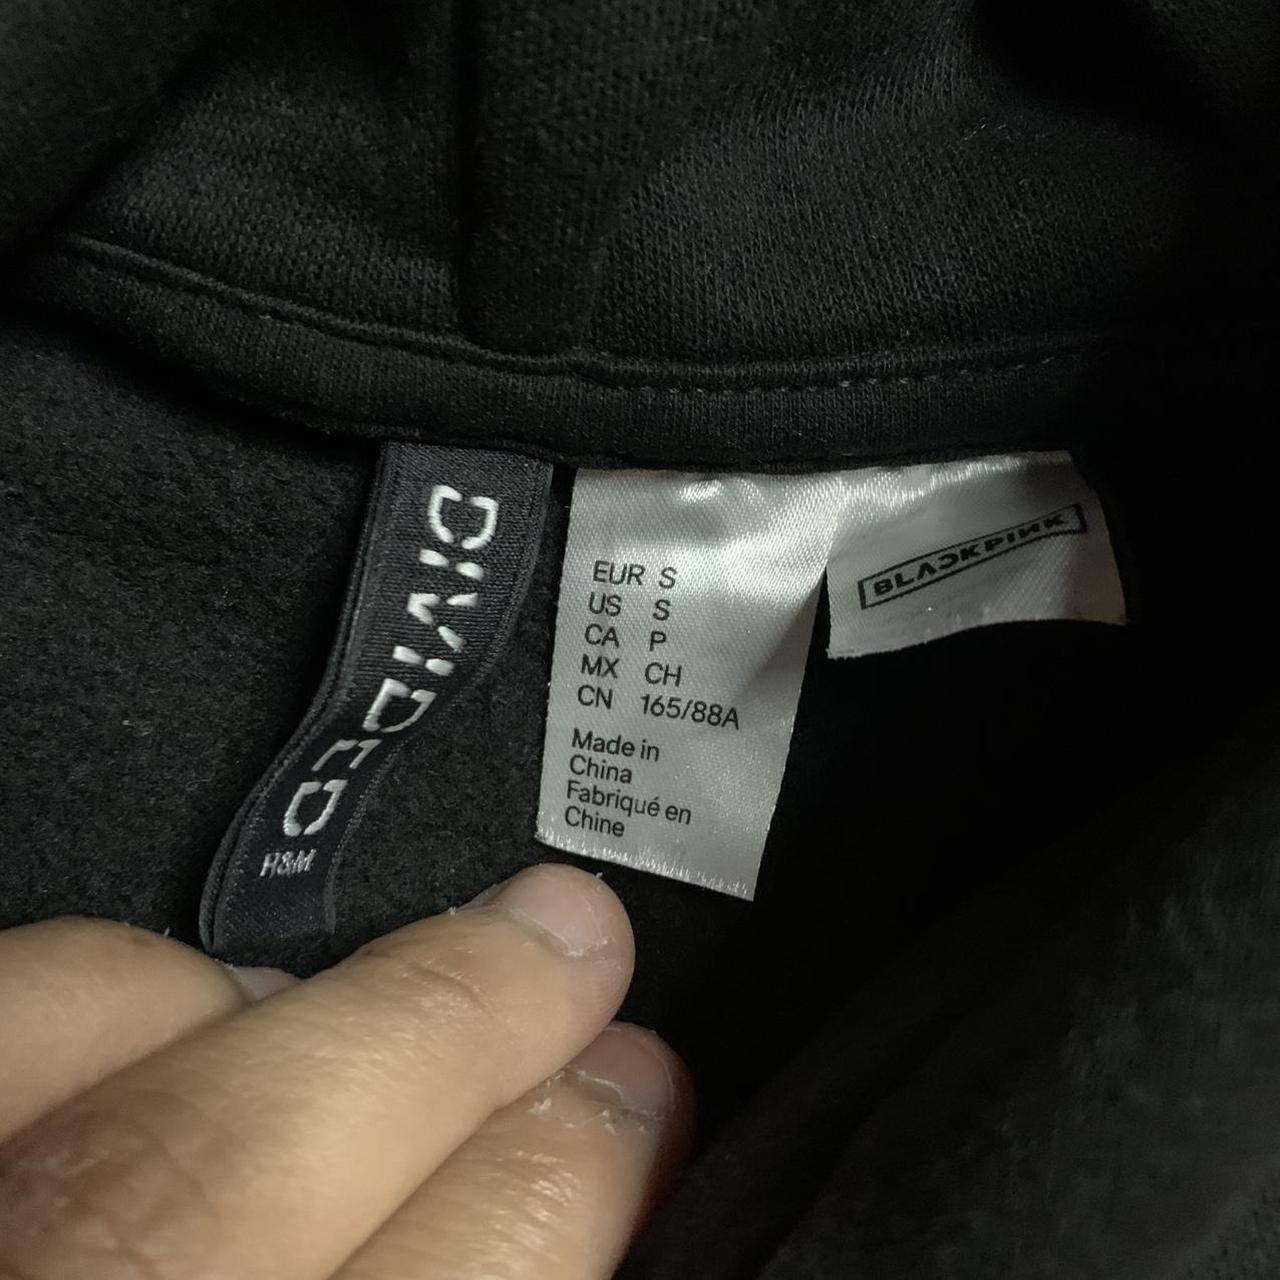 DIVIDED
H&M
EUR S
US S
CA P
MX CH
CN 165/88A
Made in
China
Fabriqué en
Chine
BLACKPINK